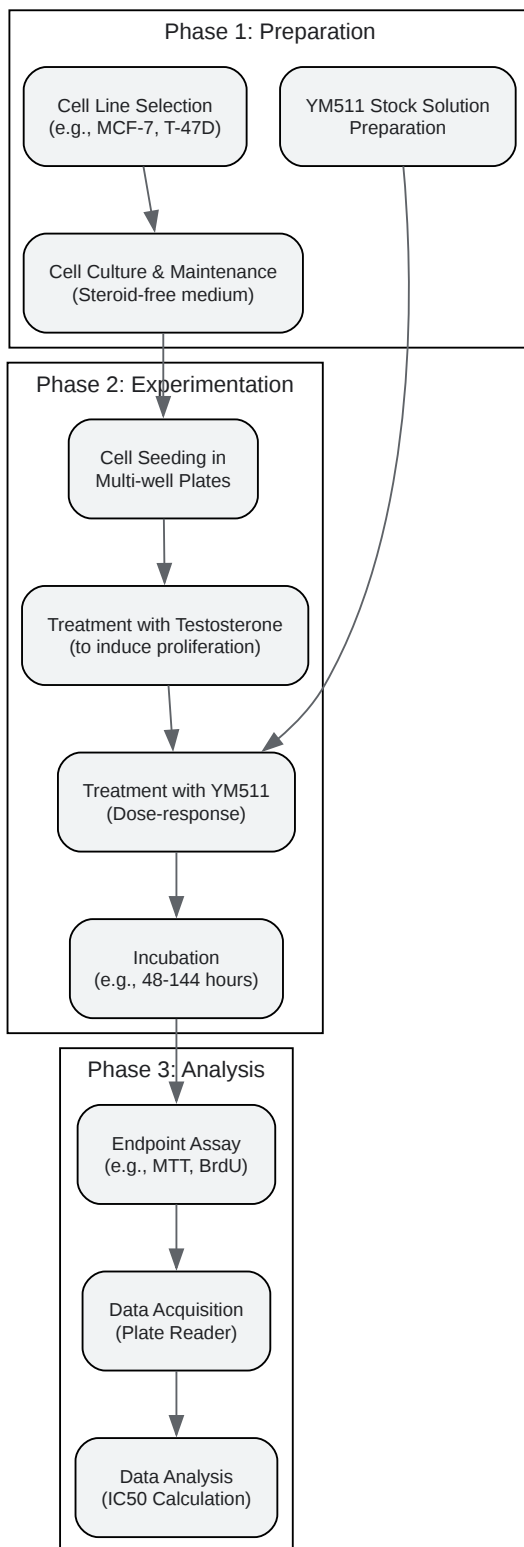 Phase 1: Preparation
Cell Line Selection
(e.g., MCF-7, T-47D)
YM511 Stock Solution
Preparation
Cell Culture & Maintenance
(Steroid-free medium)
Phase 2: Experimentation
Cell Seeding in
Multi-well Plates
Treatment with Testosterone
(to induce proliferation)
Treatment with YM511
(Dose-response)
Incubation
(e.g., 48-144 hours)
Phase 3: Analysis
Endpoint Assay
(e.g., MTT, BrdU)
Data Acquisition
(Plate Reader)
Data Analysis
(IC50 Calculation)